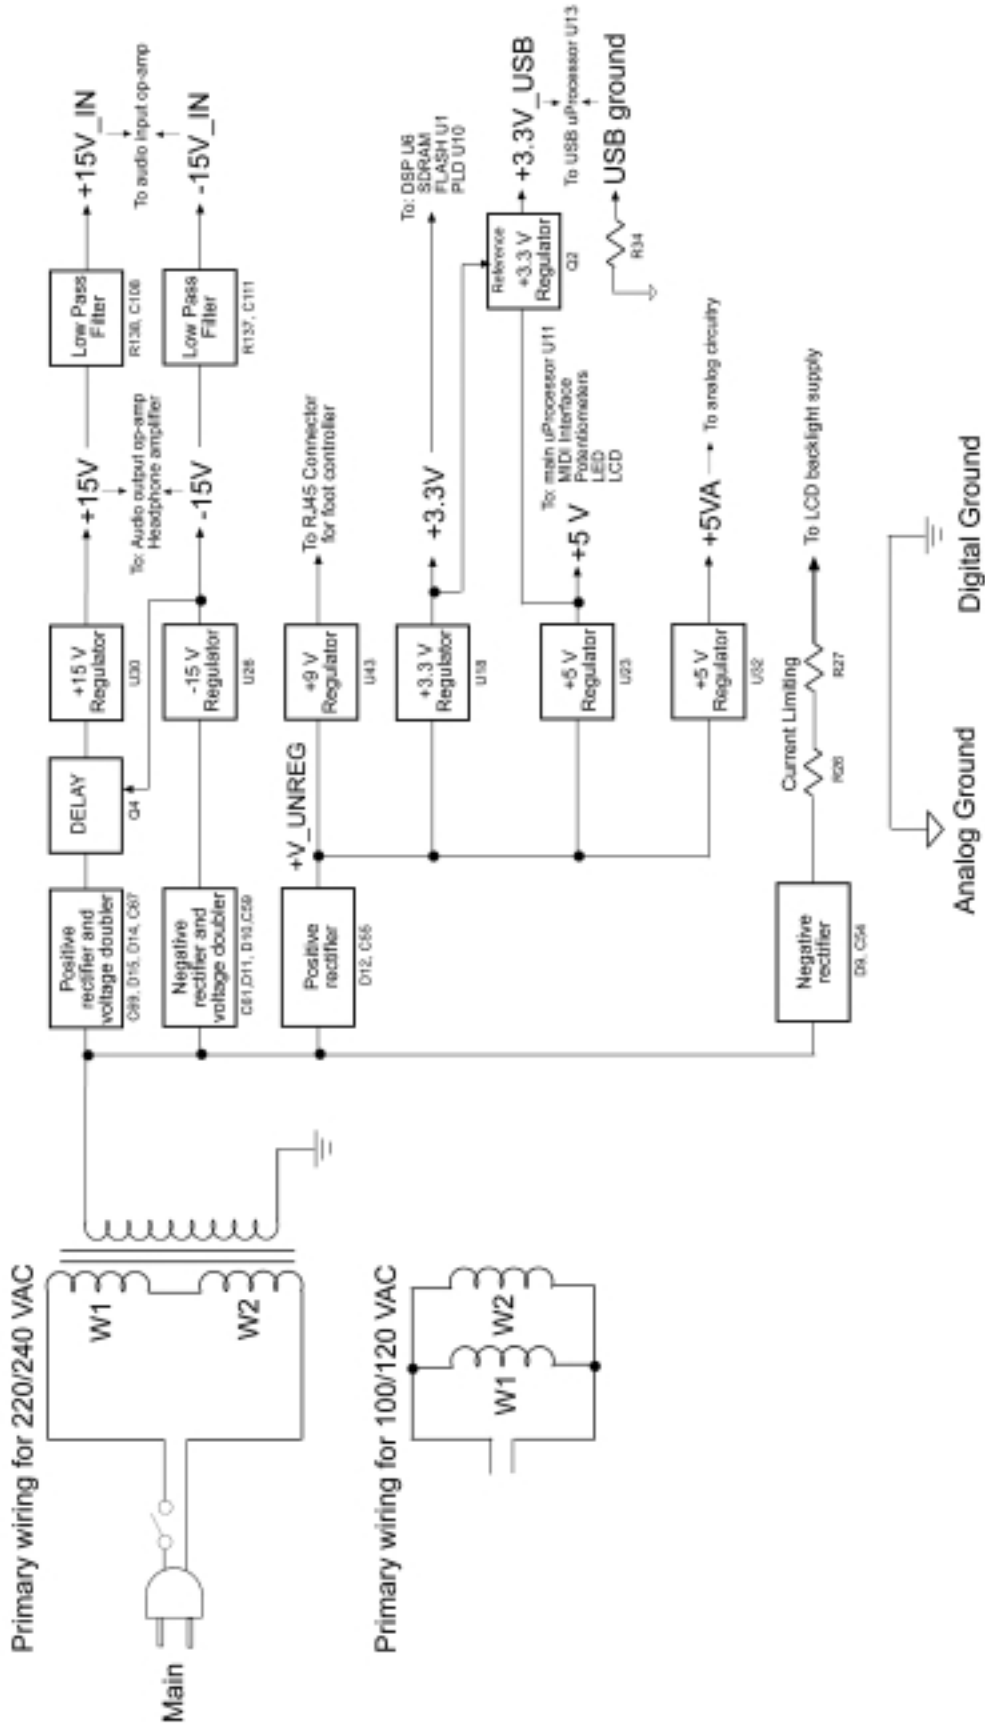 Primary wiring for 220/240 VAC
Main
W1
W2
Primary wiring for 100/120 VAC
W1
W2
Positive
rectifier and
voltage doubler
DELAY
Q4
+15 V
Regulator
U30
+15V
To: Audio output op-amp
Headphone amplifier
Low Pass
Filter
+15V_IN
To audio input op-amp
Negative
rectifier and
voltage doubler
-15 V
Regulator
-15V
Low Pass
Filter
R137, C111
-15V_IN
Positive
rectifier
+V_UNREG
+9 V
Regulator
U43
To RJ45 Connector
for foot controller
+3.3 V
Regulator
U18
+3.3V
To: DSP U6
SDRAM
FLASH U1
PLD U10
Reference
+3.3 V
Regulator
Q2
+3.3V_USB
To USB uProcessor U13
USB ground
R34
+5 V
Regulator
U23
+5 V
To: main uProcessor U11
MIDI Interface
Potentiometers
LED
LCD
+5 V
Regulator
U32
+5VA
To analog circuitry
Negative
rectifier
D9, C54
Current Limiting
R26
R27
To LCD backlight supply
Analog Ground
Digital Ground